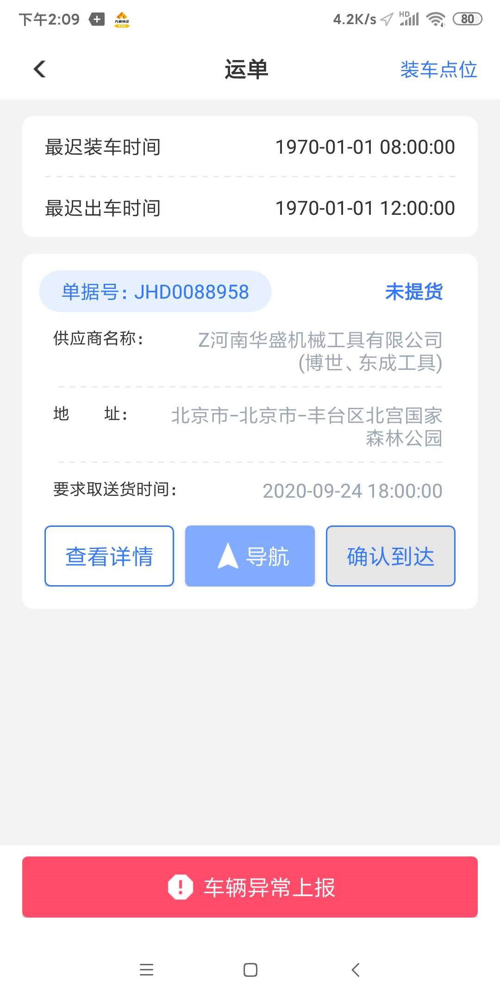 下午2:09
4.2K/s
HD
80
运单
装车点位
最迟装车时间
1970-01-01 08:00:00
最迟出车时间
1970-01-01 12:00:00
单据号：JHD0088958
未提货
供应商名称：
Z河南华盛机械工具有限公司
(博世、东成工具)
地 址：
北京市-北京市-丰台区北宫国家
森林公园
要求取送货时间：
2020-09-24 18:00:00
查看详情
导航
确认到达
车辆异常上报